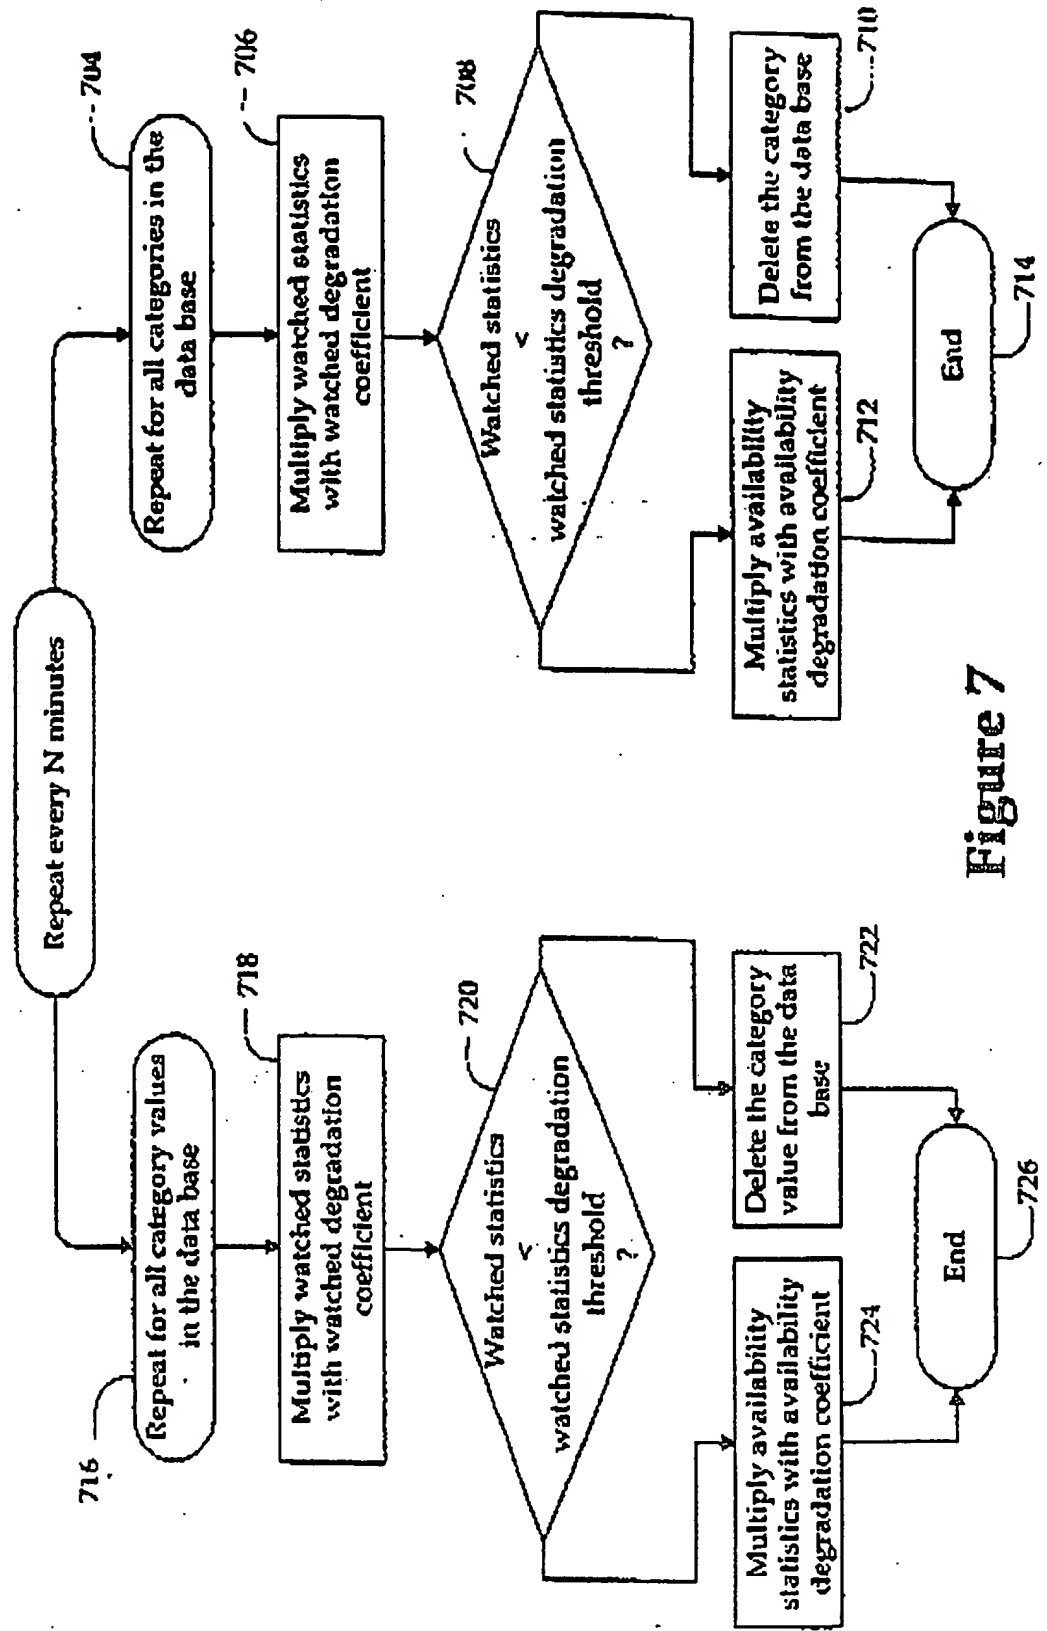 Repeat every N minutes
716
Repeat for all category values
in the data base
718
Multiply watched statistics
with watched degradation
coefficient
720
Watched statistics
<
watched statistics degradation
threshold
?
Multiply availability
statistics with availability
degradation coefficient
724
Delete the category
value from the data
base
722
End
726
704
Repeat for all categories in the
data base
706
Multiply watched statistics
with watched degradation
coefficient
708
Watched statistics
<
watched statistics degradation
threshold
?
Multiply availability
statistics with availability
degradation coefficient
712
Delete the category
from the data base
710
End
714
Figure 7